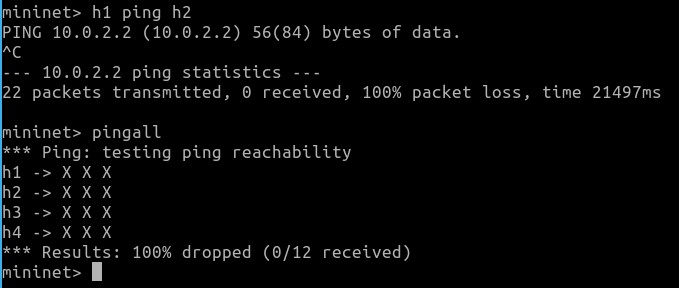 mininet> h1 ping h2
PING 10.0.2.2 (10.0.2.2) 56(84) bytes of data.
^C
--- 10.0.2.2 ping statistics ---
22 packets transmitted, 0 received, 100% packet loss, time 21497ms
mininet> pingall
*** Ping: testing ping reachability
h1 -> X X X
h2 -> X X X
h3 -> X X X
h4 -> X X X
*** Results: 100% dropped (0/12 received)
mininet>